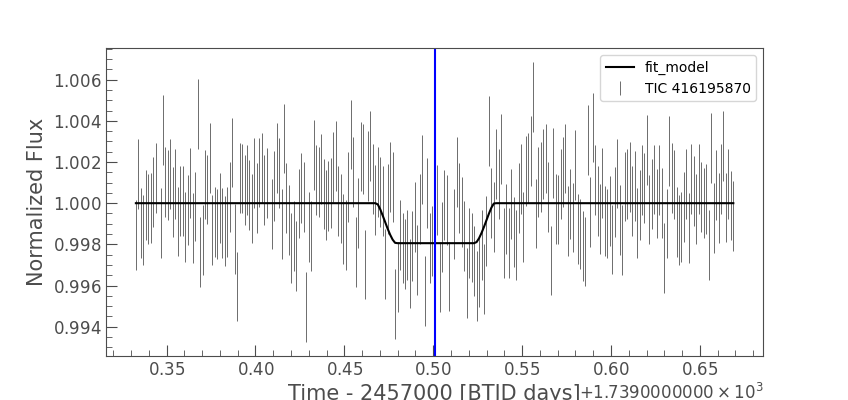 Normalized Flux
1.006
1.004
1.002
1.000
0.998
0.996
0.994
fit_model
TIC 416195870
0.35 0.40 0.45 0.50 0.55 0.60 0.65
Time - 2457000 [BTJD days]
+1.7390000000 × 10³